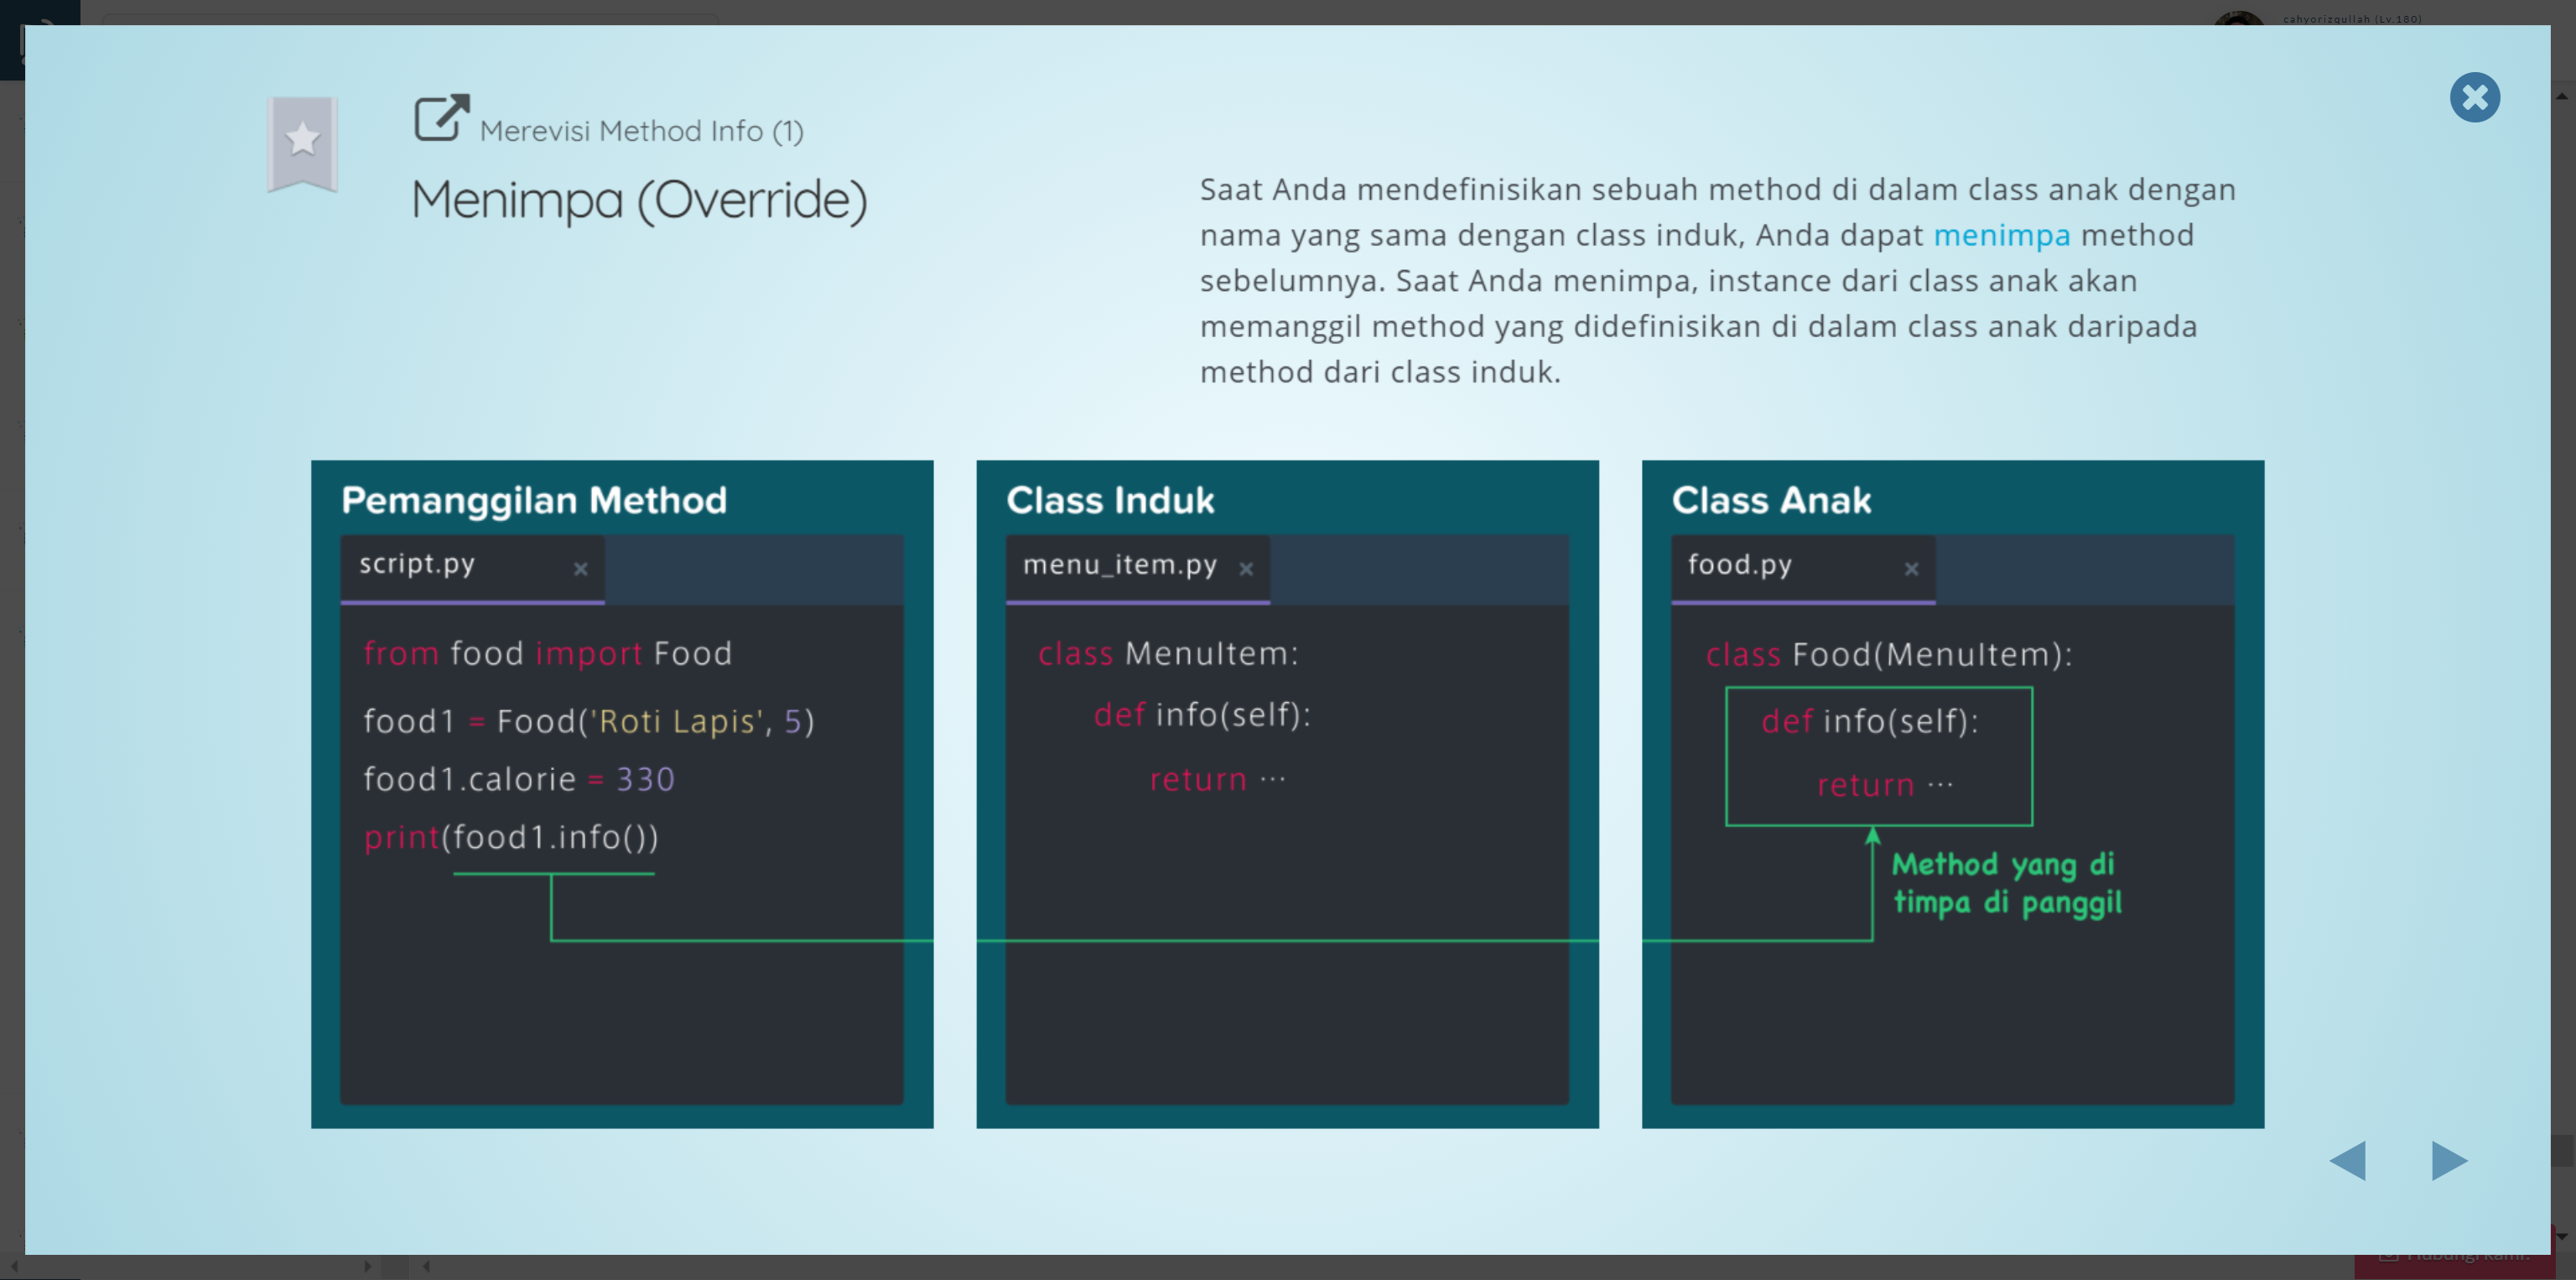 cahyorizqullah (Lv.180)
Merevisi Method Info (1)
Menimpa (Override)
Saat Anda mendefinisikan sebuah method di dalam class anak dengan
nama yang sama dengan class induk, Anda dapat menimpa method
sebelumnya. Saat Anda menimpa, instance dari class anak akan
memanggil method yang didefinisikan di dalam class anak daripada
method dari class induk.
Pemanggilan Method
script.py
from food import Food
food1 = Food('Roti Lapis', 5)
food1.calorie = 330
print(food1.info())
Class Induk
menu_item.py
class MenuItem:
def info(self):
return ...
Class Anak
food.py
class Food(MenuItem):
def info(self):
return ...
Method yang di
timpa di panggil